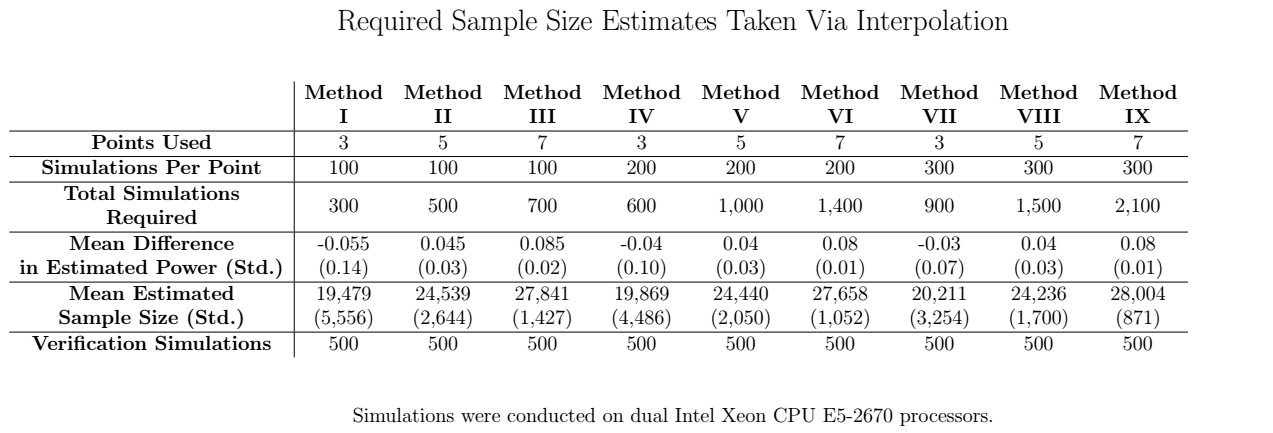 Required Sample Size Estimates Taken Via Interpolation
Method Method Method Method Method Method Method Method Method
I II III IV V VI VII VIII IX
Points Used 3 5 7 3 5 7 3 5 7
Simulations Per Point 100 100 100 200 200 200 300 300 300
Total Simulations
Required 300 500 700 600 1,000 1,400 900 1,500 2,100
Mean Difference -0.055 0.045 0.085 -0.04 0.04 0.08 -0.03 0.04 0.08
in Estimated Power (Std.) (0.14) (0.03) (0.02) (0.10) (0.03) (0.01) (0.07) (0.03) (0.01)
Mean Estimated 19,479 24,539 27,841 19,869 24,440 27,658 20,211 24,236 28,004
Sample Size (Std.) (5,556) (2,644) (1,427) (4,486) (2,050) (1,052) (3,254) (1,700) (871)
Verification Simulations 500 500 500 500 500 500 500 500 500
Simulations were conducted on dual Intel Xeon CPU E5-2670 processors.